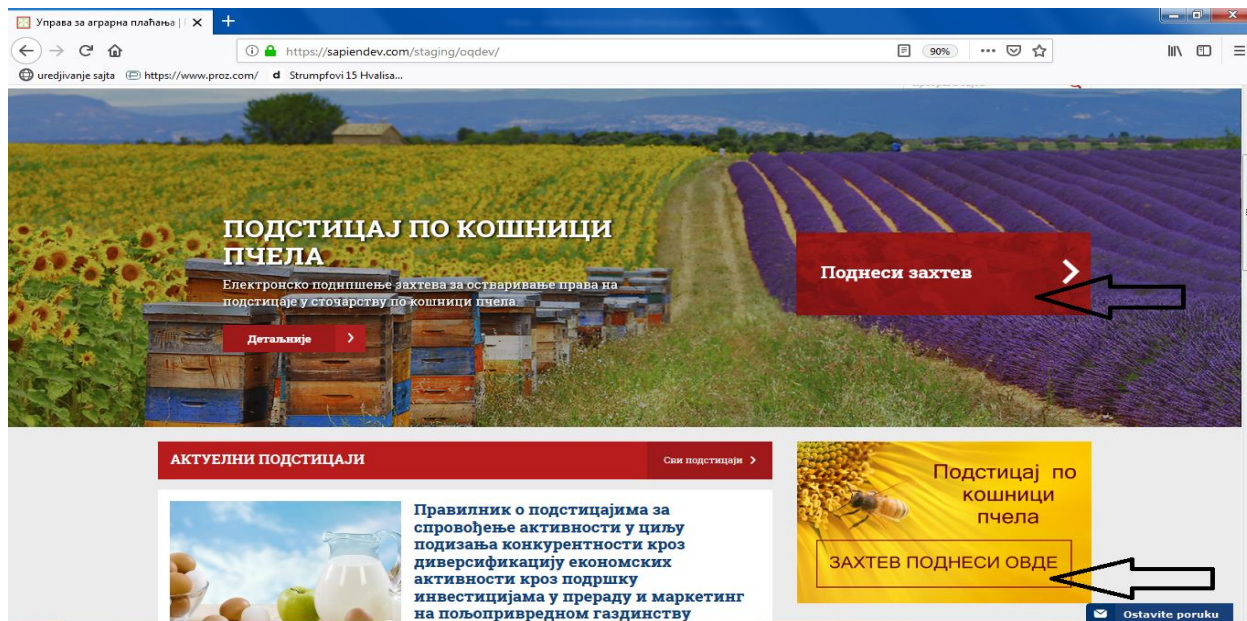 Управа за аграрна плаћања |
https://sapiendev.com/staging/oqdev/
90%
uredjivanje sajta
https://www.proz.com/
Strumpfovi 15 Hvalisa...
ПОДСТИЦАЈ ПО КОШНИЦИ
ПЧЕЛА
Електронско поднпшење захтева за остваривање права на
подстицаје у сточарству по кошници пчела
Детаљније
Поднеси захтев
АКТУЕЛНИ ПОДСТИЦАЈИ
Сви подстицаји
Правилник о подстицајима за
спровођење активности у циљу
подизања конкурентности кроз
диверсификацију економских
активности кроз подршку
инвестицијама у прераду и маркетинг
на пољопривредном газдинству
Подстицај по
кошници
пчела
ЗАХТЕВ ПОДНЕСИ ОВДЕ
Ostavite poruku